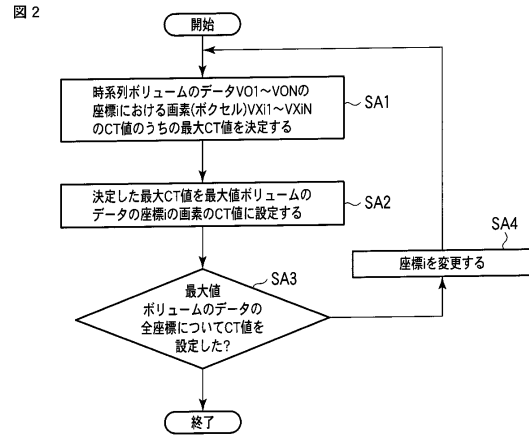 図2
開始
時系列ボリュームのデータVO1~VONの
座標iにおける画素(ボクセル)VXi1~VXiN
のCT値のうちの最大CT値を決定する
SA1
決定した最大CT値を最大値ボリュームの
データの座標iの画素のCT値に設定する
SA2
SA4
座標iを変更する
SA3
最大値
ボリュームのデータの
全座標についてCT値を
設定した?
終了